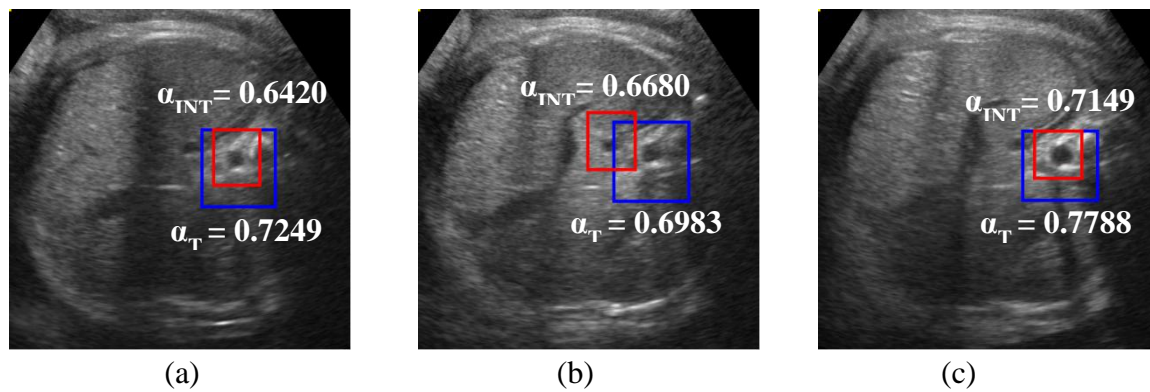 α_INT = 0.6420
α_T = 0.7249
α_INT = 0.6680
α_T = 0.6983
α_INT = 0.7149
α_T = 0.7788
(a)
(b)
(c)